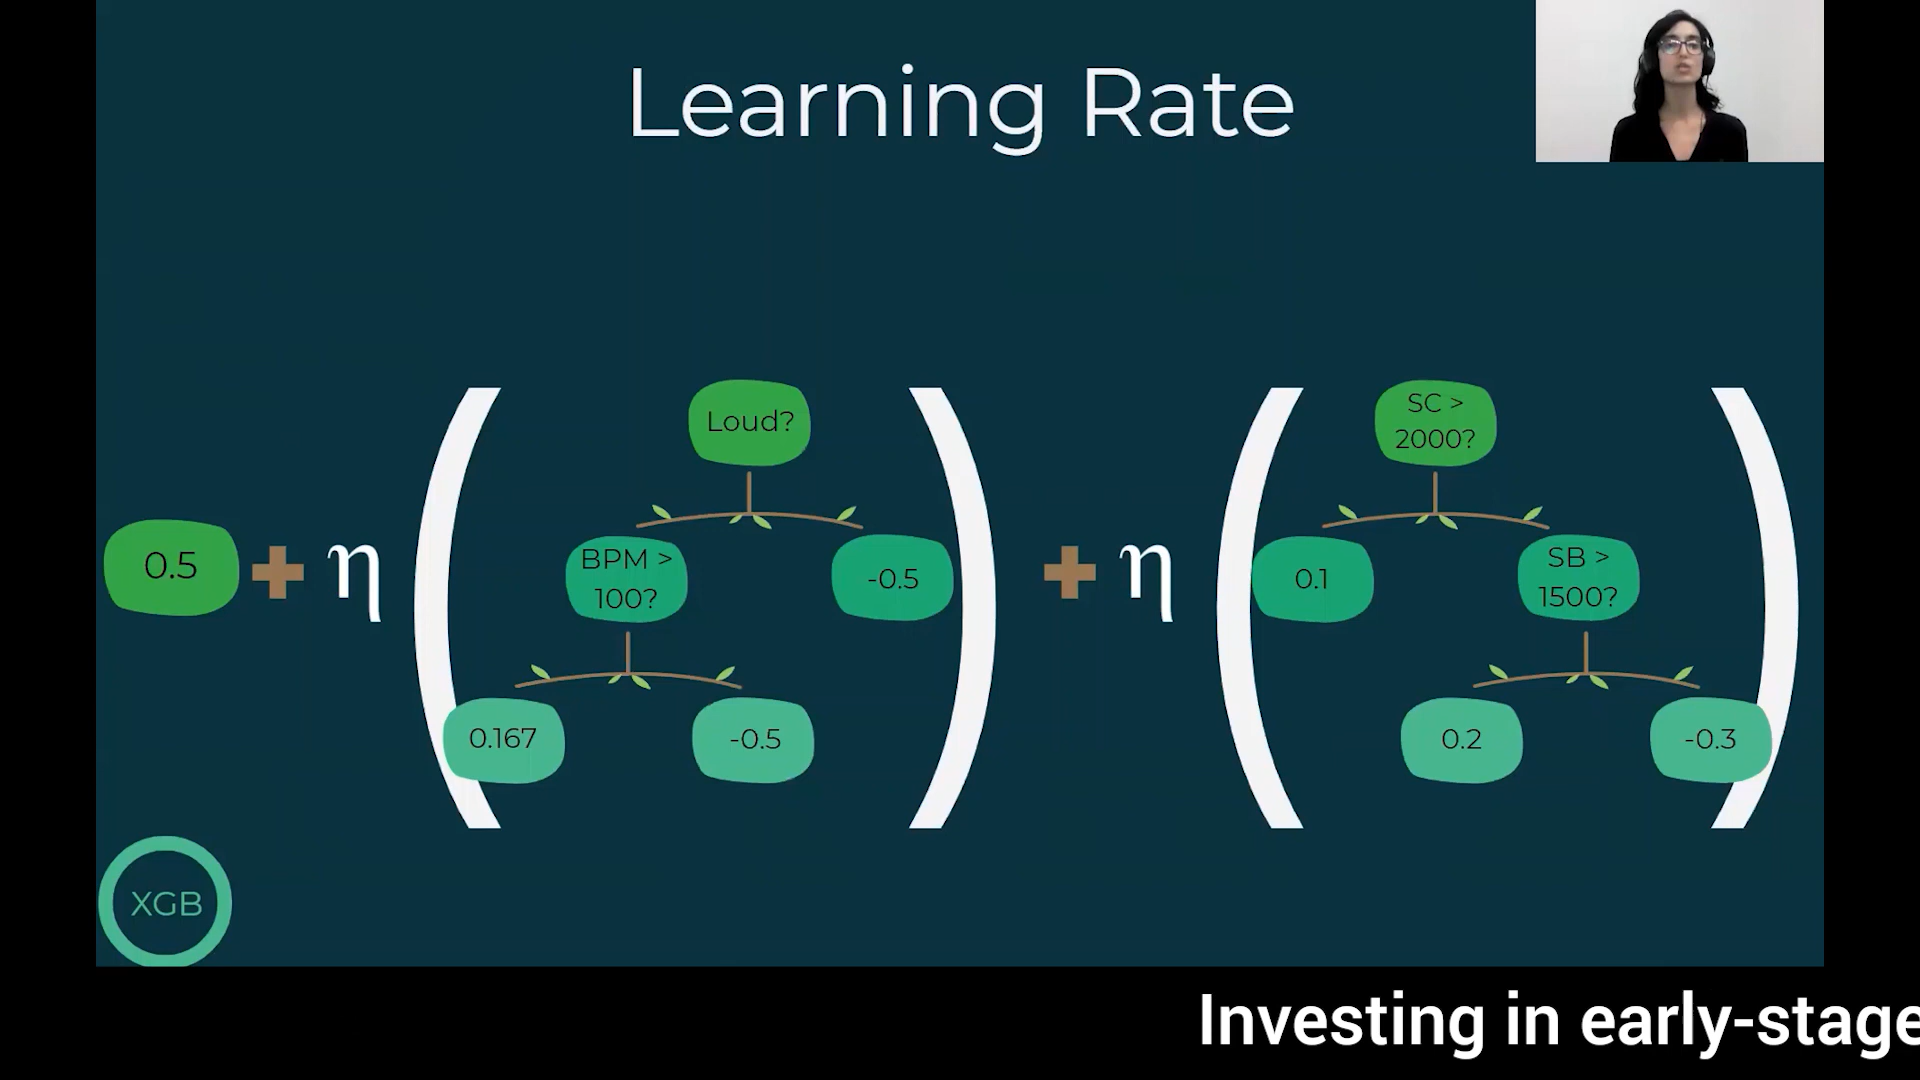 Learning Rate
Loud?
SC >
2000?
0.5
η
BPM >
100?
-0.5
η
0.1
SB >
1500?
0.167
-0.5
0.2
-0.3
XGB
Investing in early-stage